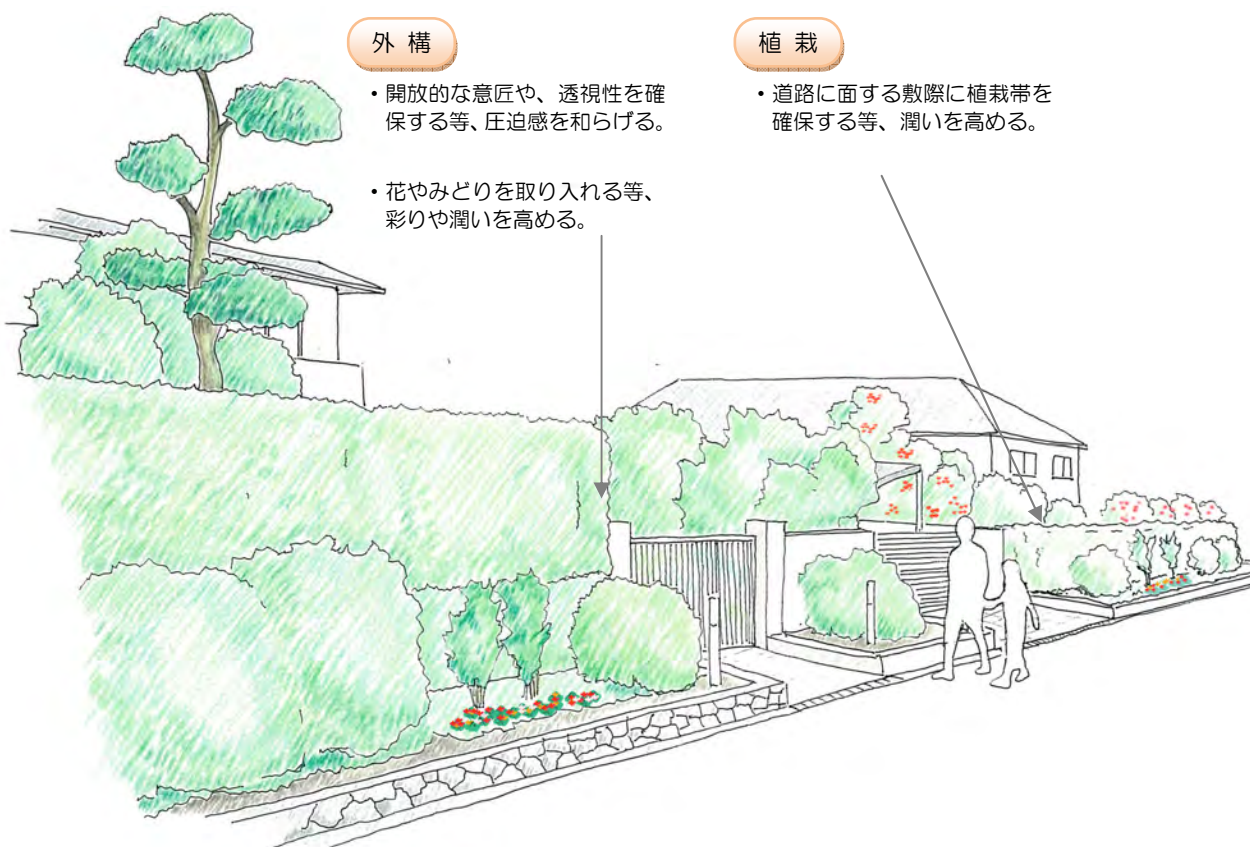 外 構
・開放的な意匠や、透視性を確
保する等、圧迫感を和らげる。
・花やみどりを取り入れる等、
彩りや潤いを高める。
植 栽
・道路に面する敷際に植栽帯を
確保する等、潤いを高める。